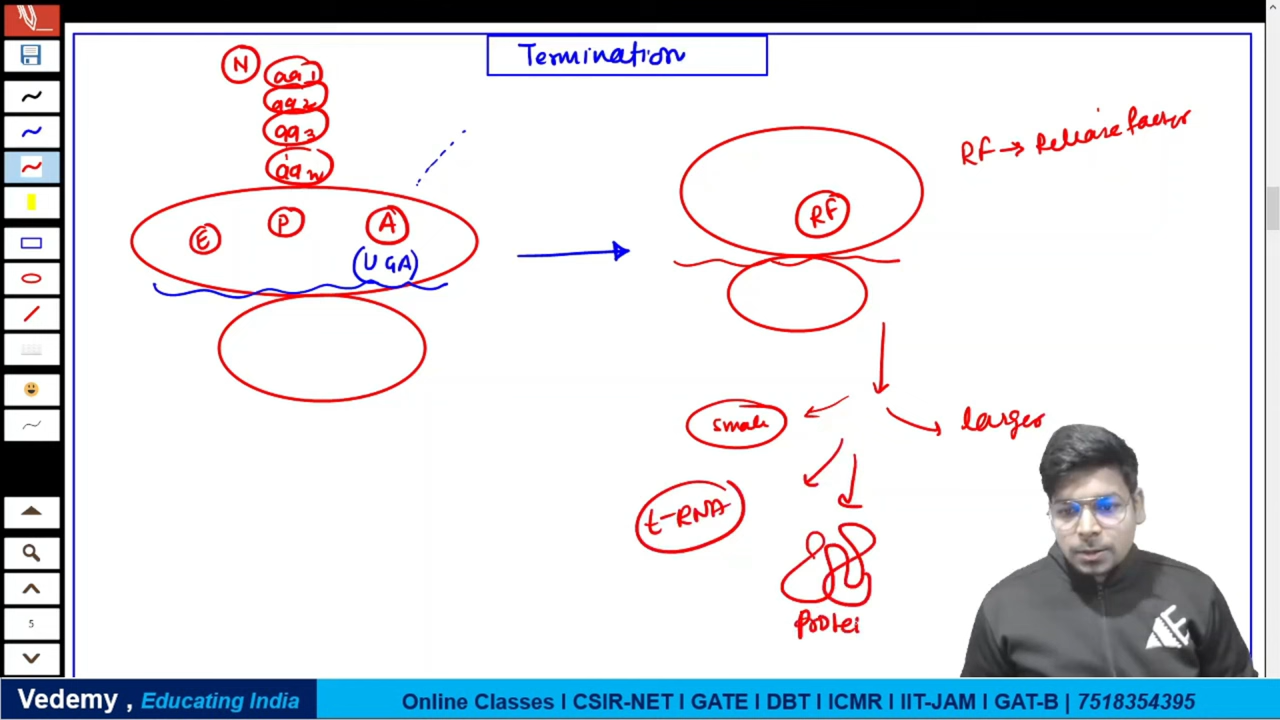 Termination
N
aa1
aa2
aa3
aan
E
P
A
(UGA)
RF
RF → Release factor
small
larger
t-RNA
Protei
5
Vedemy , Educating India
Online Classes I CSIR-NET I GATE I DBT I ICMR I IIT-JAM I GAT-B I 7518354395